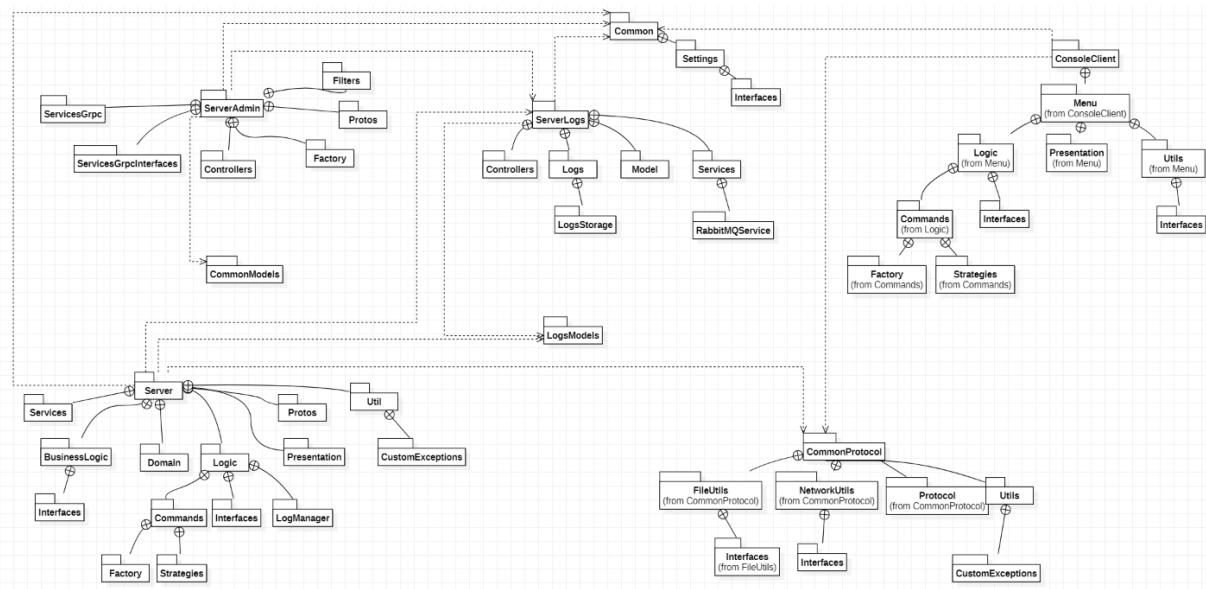 Common
Settings
Interfaces
ConsoleClient
Menu
(from ConsoleClient)
Logic
(from Menu)
Presentation
(from Menu)
Utils
(from Menu)
Commands
(from Logic)
Interfaces
Interfaces
Factory
(from Commands)
Strategies
(from Commands)
Filters
ServerAdmin
ServicesGrpc
Protos
ServicesGrpcInterfaces
Controllers
Factory
CommonModels
ServerLogs
Controllers
Logs
Model
Services
LogsStorage
RabbitMQService
LogsModels
Server
Services
Protos
Util
BusinessLogic
Domain
Logic
Presentation
CustomExceptions
Interfaces
Commands
Interfaces
LogManager
Factory
Strategies
CommonProtocol
FileUtils
(from CommonProtocol)
NetworkUtils
(from CommonProtocol)
Protocol
(from CommonProtocol)
Utils
Interfaces
(from FileUtils)
Interfaces
CustomExceptions